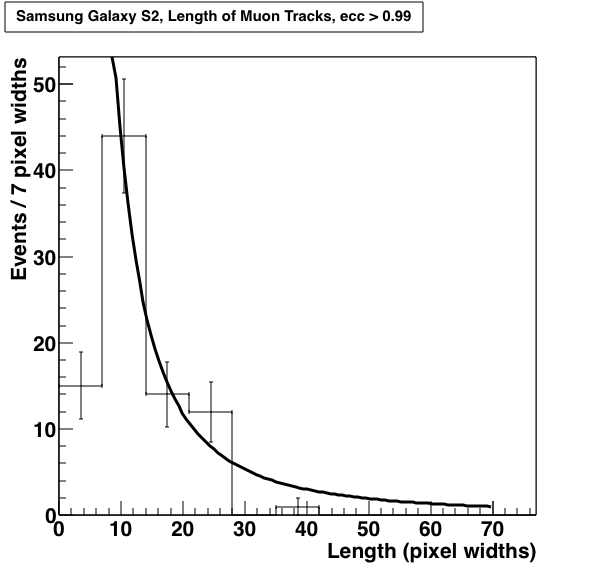 Samsung Galaxy S2, Length of Muon Tracks, ecc > 0.99
Events / 7 pixel widths
50
40
30
20
10
0
0 10 20 30 40 50 60 70
Length (pixel widths)